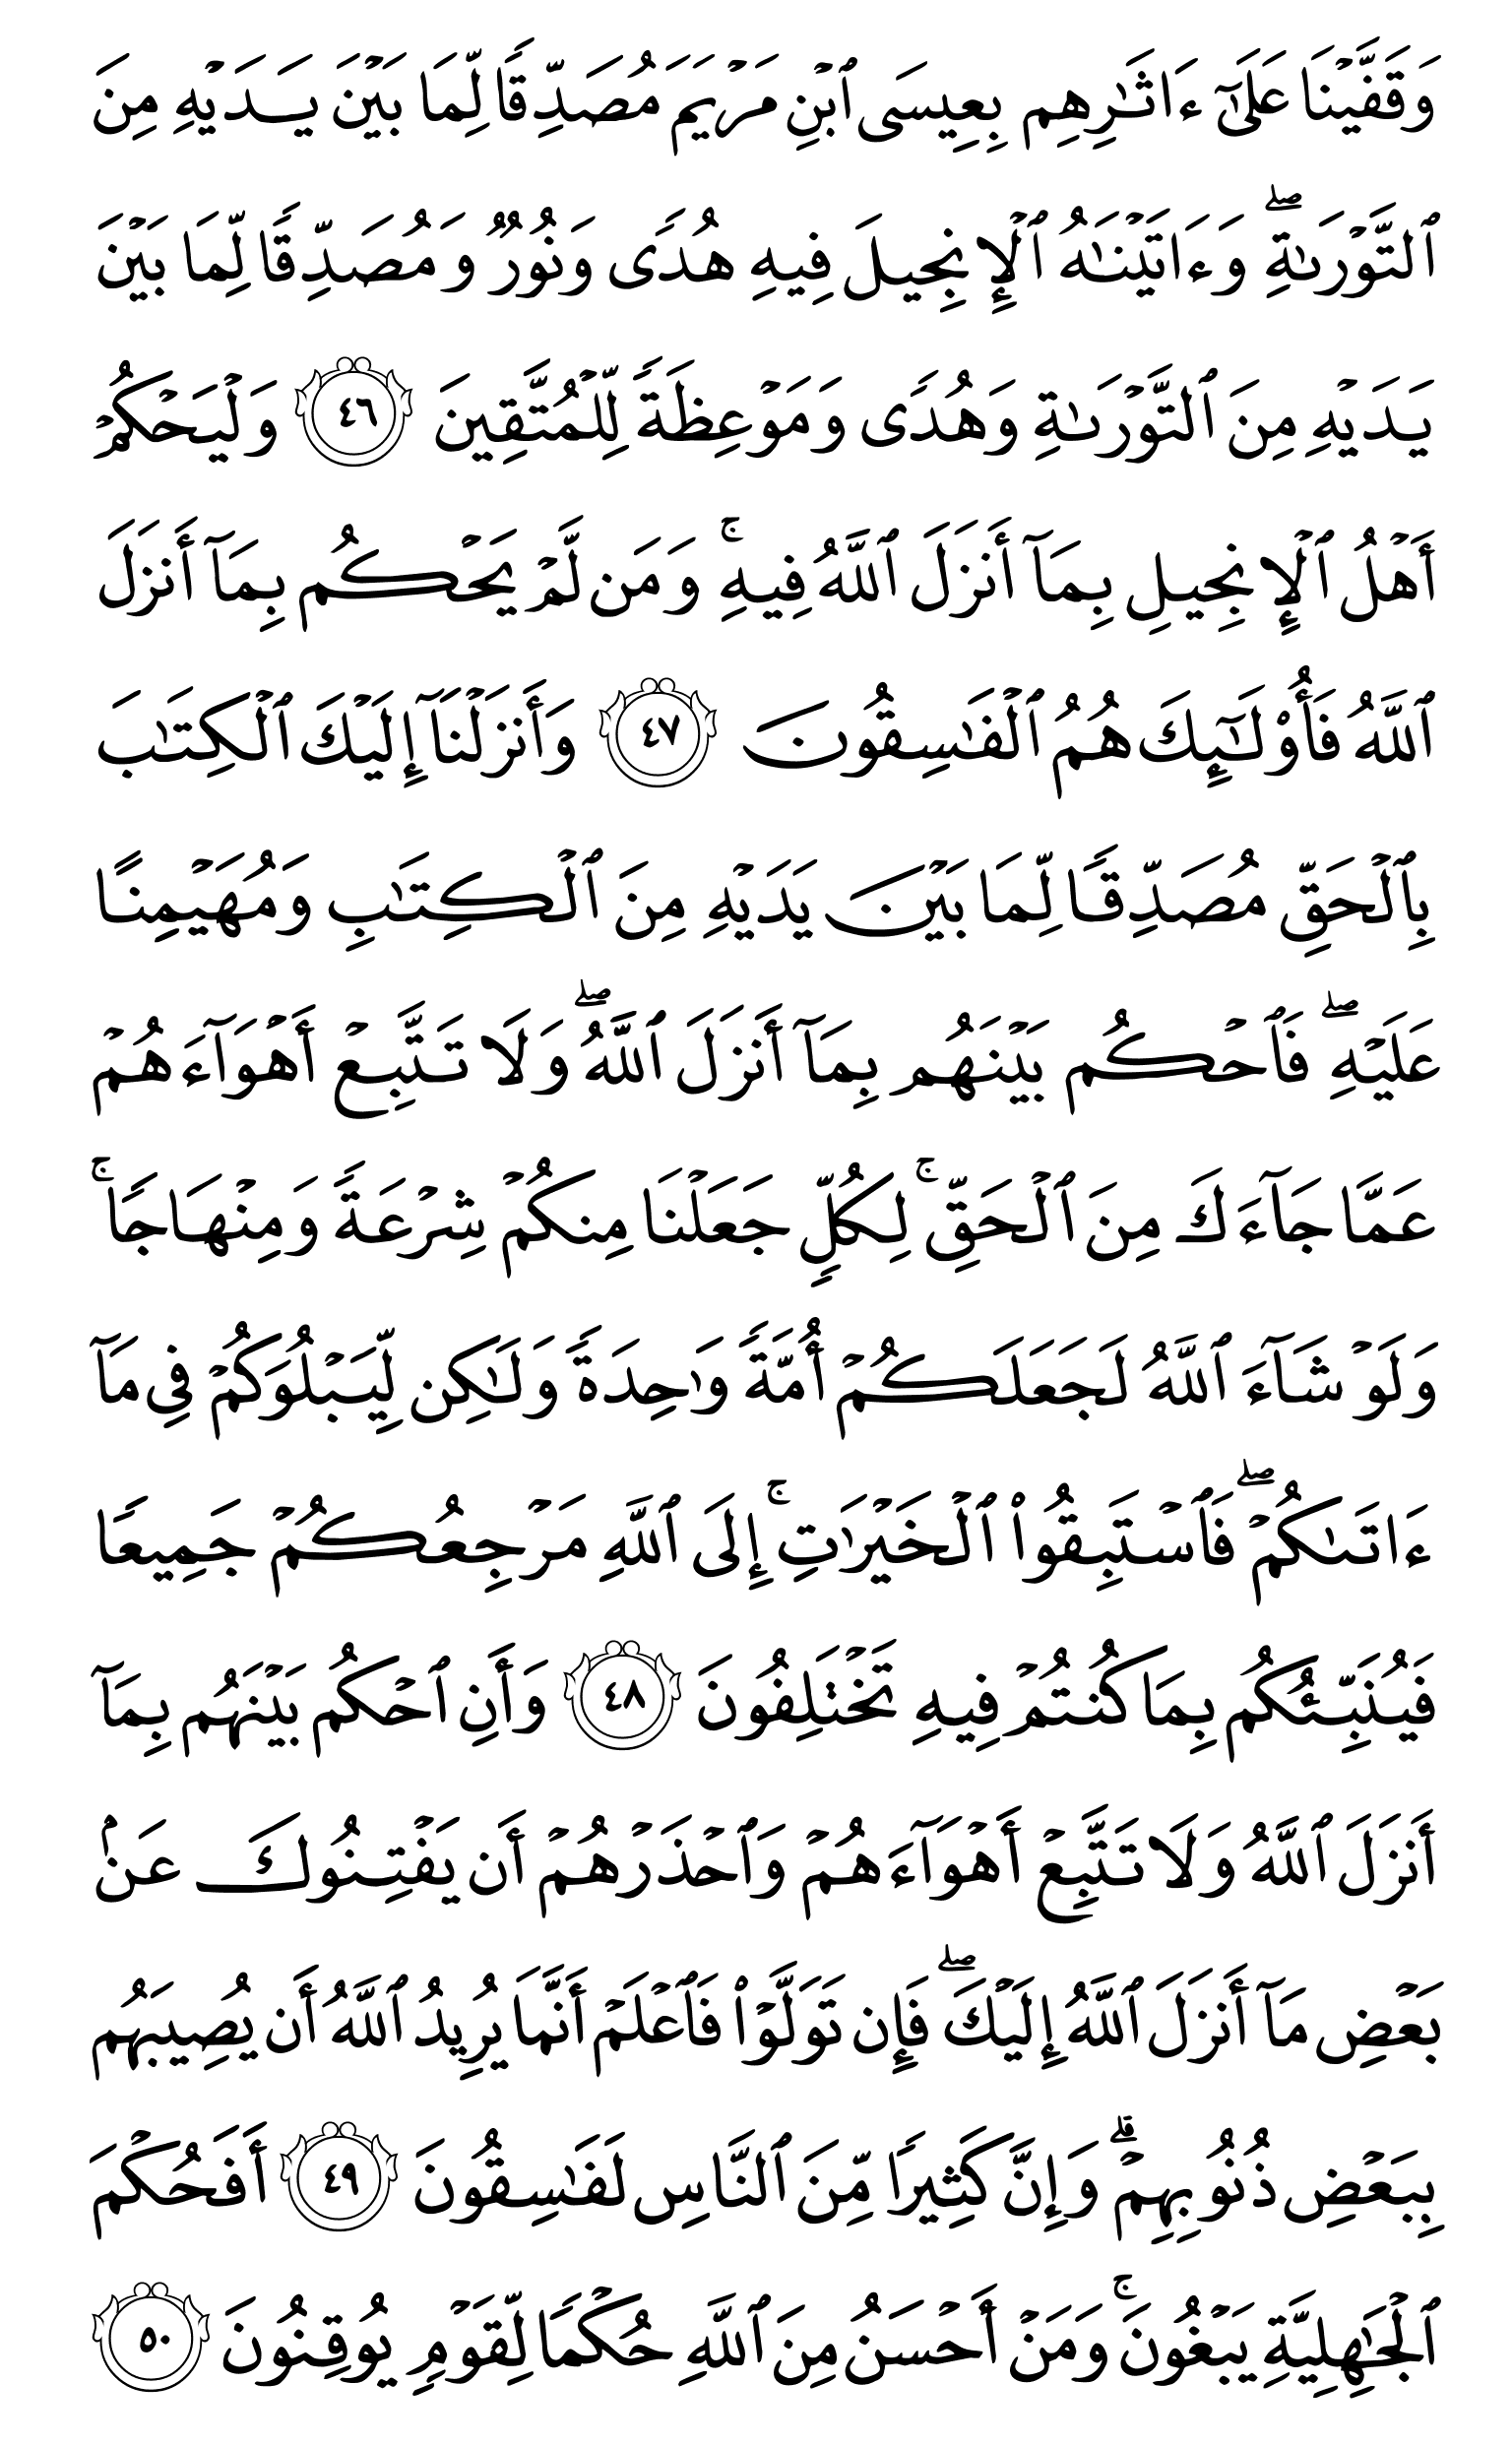 وَقَفَّيْنَا عَلَىٰٓ ءَاثَٰرِهِم بِعِيسَى ٱبْنِ مَرْيَمَ مُصَدِّقًا لِّمَا بَيْنَ يَدَيْهِ مِنَ
ٱلتَّوْرَىٰةِۖ وَءَاتَيْنَٰهُ ٱلْإِنجِيلَ فِيهِ هُدًى وَنُورٌ وَمُصَدِّقًا لِّمَا بَيْنَ
يَدَيْهِ مِنَ ٱلتَّوْرَىٰةِ وَهُدًى وَمَوْعِظَةً لِّلْمُتَّقِينَ ٤٦ وَلْيَحْكُمْ
أَهْلُ ٱلْإِنجِيلِ بِمَآ أَنزَلَ ٱللَّهُ فِيهِۚ وَمَن لَّمْ يَحْكُم بِمَآ أَنزَلَ
ٱللَّهُ فَأُو۟لَٰٓئِكَ هُمُ ٱلْفَٰسِقُونَ ٤٧ وَأَنزَلْنَآ إِلَيْكَ ٱلْكِتَٰبَ
بِٱلْحَقِّ مُصَدِّقًا لِّمَا بَيْنَ يَدَيْهِ مِنَ ٱلْكِتَٰبِ وَمُهَيْمِنًا
عَلَيْهِۖ فَٱحْكُم بَيْنَهُم بِمَآ أَنزَلَ ٱللَّهُۖ وَلَا تَتَّبِعْ أَهْوَآءَهُمْ
عَمَّا جَآءَكَ مِنَ ٱلْحَقِّۚ لِكُلٍّ جَعَلْنَا مِنكُمْ شِرْعَةً وَمِنْهَاجًاۚ
وَلَوْ شَآءَ ٱللَّهُ لَجَعَلَكُمْ أُمَّةً وَٰحِدَةً وَلَٰكِن لِّيَبْلُوَكُمْ فِى مَآ
ءَاتَىٰكُمْۖ فَٱسْتَبِقُوا۟ ٱلْخَيْرَٰتِۚ إِلَى ٱللَّهِ مَرْجِعُكُمْ جَمِيعًا
فَيُنَبِّئُكُم بِمَا كُنتُمْ فِيهِ تَخْتَلِفُونَ ٤٨ وَأَنِ ٱحْكُم بَيْنَهُم بِمَآ
أَنزَلَ ٱللَّهُ وَلَا تَتَّبِعْ أَهْوَآءَهُمْ وَٱحْذَرْهُمْ أَن يَفْتِنُوكَ عَنۢ
بَعْضِ مَآ أَنزَلَ ٱللَّهُ إِلَيْكَۖ فَإِن تَوَلَّوْا۟ فَٱعْلَمْ أَنَّمَا يُرِيدُ ٱللَّهُ أَن يُصِيبَهُم
بِبَعْضِ ذُنُوبِهِمْۗ وَإِنَّ كَثِيرًا مِّنَ ٱلنَّاسِ لَفَٰسِقُونَ ٤٩ أَفَحُكْمَ
ٱلْجَٰهِلِيَّةِ يَبْغُونَۚ وَمَنْ أَحْسَنُ مِنَ ٱللَّهِ حُكْمًا لِّقَوْمٍ يُوقِنُونَ ٥٠